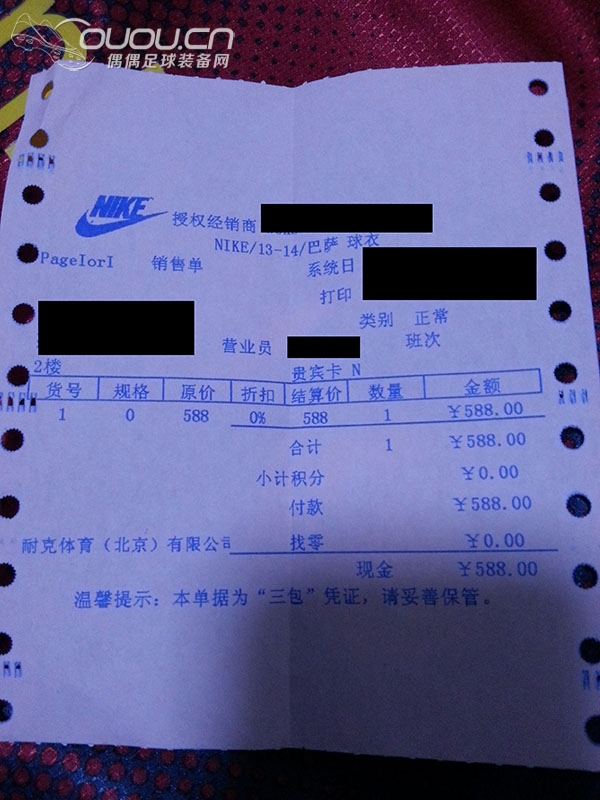 ouou.cn
偶偶足球装备网
NIKE 授权经销商
NIKE/13-14/巴萨 球衣
PageIorI 销售单 系统日
打印
类别 正常
营业员 班次
2楼 贵宾卡 N
货号 规格 原价 折扣 结算价 数量 金额
1 0 588 0% 588 1 ￥588.00
合计 1 ￥588.00
小计积分 ￥0.00
付款 ￥588.00
耐克体育（北京）有限公司 找零 ￥0.00
现金 ￥588.00
温馨提示：本单据为“三包”凭证，请妥善保管。